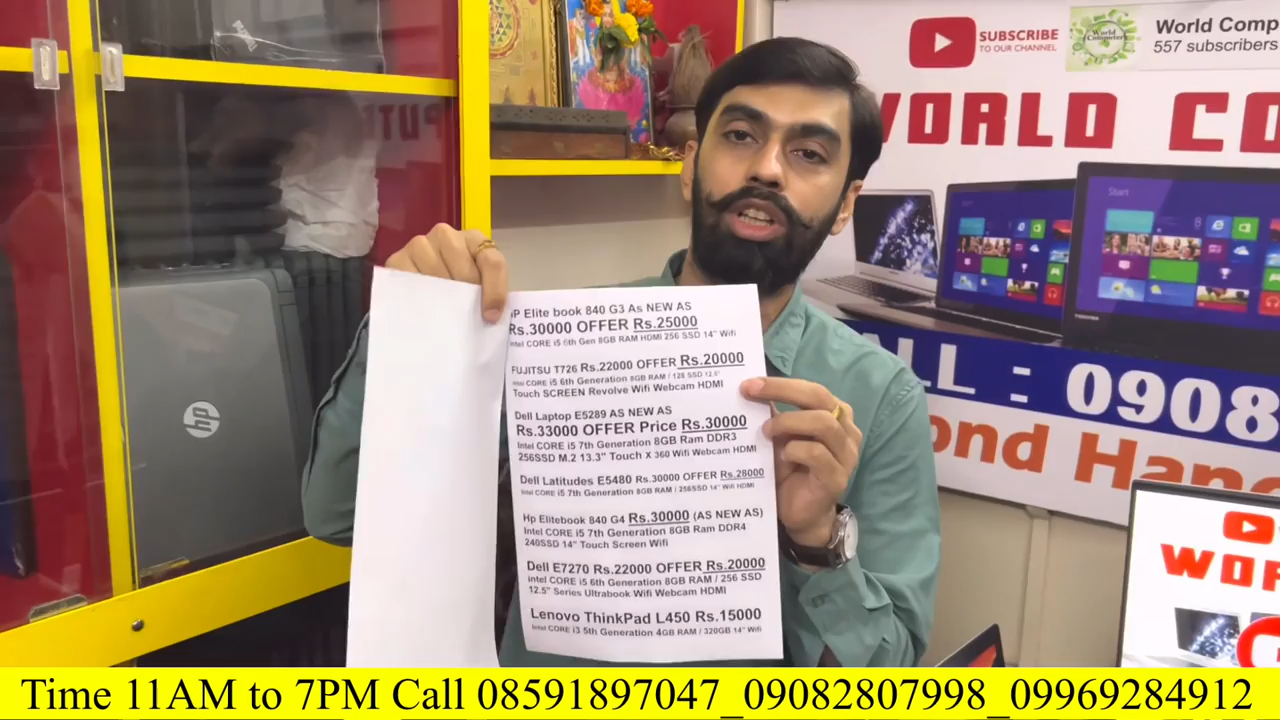 SUBSCRIBE
TO OUR CHANNEL
World Computers
World Comp
557 subscribers
WORLD CO
Start
ALL : 0908
ond Hand
hp
HP Elite book 840 G3 As NEW AS
Rs.30000 OFFER Rs.25000
Intel CORE i5 6th Gen 8GB RAM HDMI 256 SSD 14" Wifi
FUJITSU T726 Rs.22000 OFFER Rs.20000
Intel CORE i5 6th Generation 8GB RAM / 128 SSD 12.5"
Touch SCREEN Revolve Wifi Webcam HDMI
Dell Laptop E5289 AS NEW AS
Rs.33000 OFFER Price Rs.30000
Intel CORE i5 7th Generation 8GB Ram DDR3
256SSD M.2 13.3" Touch X 360 Wifi Webcam HDMI
Dell Latitudes E5480 Rs.30000 OFFER Rs.28000
Intel CORE i5 7th Generation 8GB RAM / 256SSD 14" Wifi HDMI
Hp Elitebook 840 G4 Rs.30000 (AS NEW AS)
Intel CORE i5 7th Generation 8GB Ram DDR4
240SSD 14" Touch Screen Wifi
Dell E7270 Rs.22000 OFFER Rs.20000
intel CORE i5 6th Generation 8GB RAM / 256 SSD
12.5" Series Ultrabook Wifi Webcam HDMI
Lenovo ThinkPad L450 Rs.15000
Intel CORE i3 5th Generation 4GB RAM / 320GB 14" Wifi
WOR
Time 11AM to 7PM Call 08591897047_09082807998_09969284912